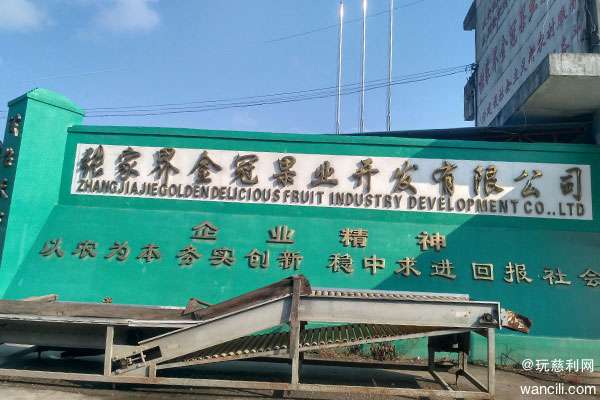 张家界金冠果业开发有限公司
ZHANGJIAJIEGOLDENDELICIOUS FRUIT INDUSTRY DEVELOPMENT CO.,.LTD
企业精神
以农为本 务实创新 稳中求进 回报社会
@玩慈利网
wancili.com